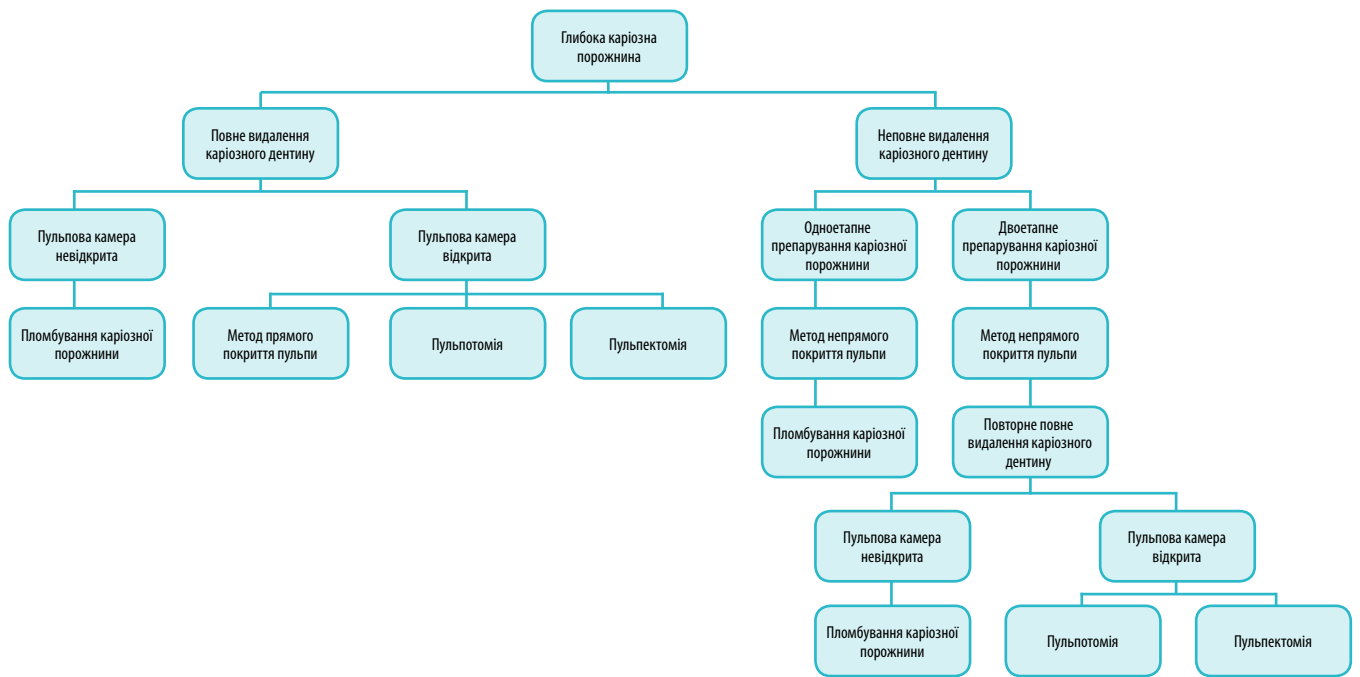 Глибока каріозна
порожнина
Повне видалення
каріозного дентину
Неповне видалення
каріозного дентину
Пульпова камера
невідкрита
Пульпова камера
відкрита
Одноетапне
препарування каріозної
порожнини
Двоетапне
препарування каріозної
порожнини
Пломбування каріозної
порожнини
Метод прямого
покриття пульпи
Пульпотомія
Пульпектомія
Метод непрямого
покриття пульпи
Метод непрямого
покриття пульпи
Пломбування каріозної
порожнини
Повторне повне
видалення каріозного
дентину
Пульпова камера
невідкрита
Пульпова камера
відкрита
Пломбування каріозної
порожнини
Пульпотомія
Пульпектомія